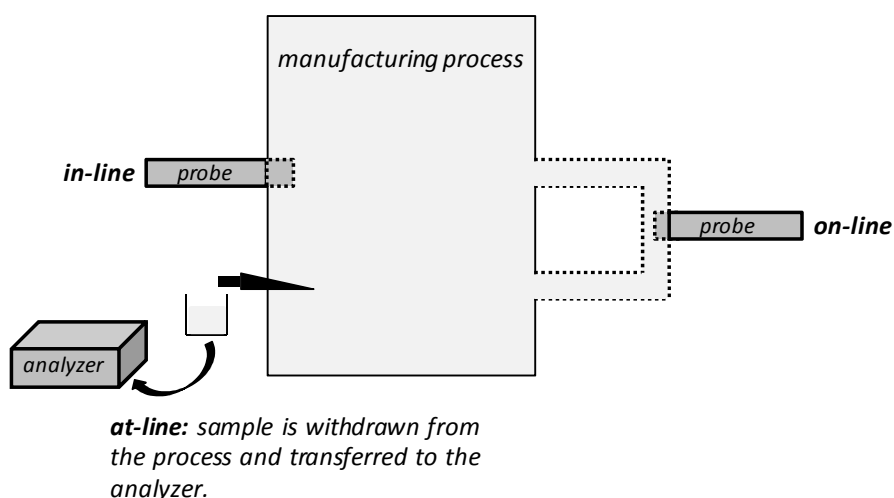 manufacturing process
in-line
probe
probe
on-line
analyzer
at-line: sample is withdrawn from
the process and transferred to the
analyzer.